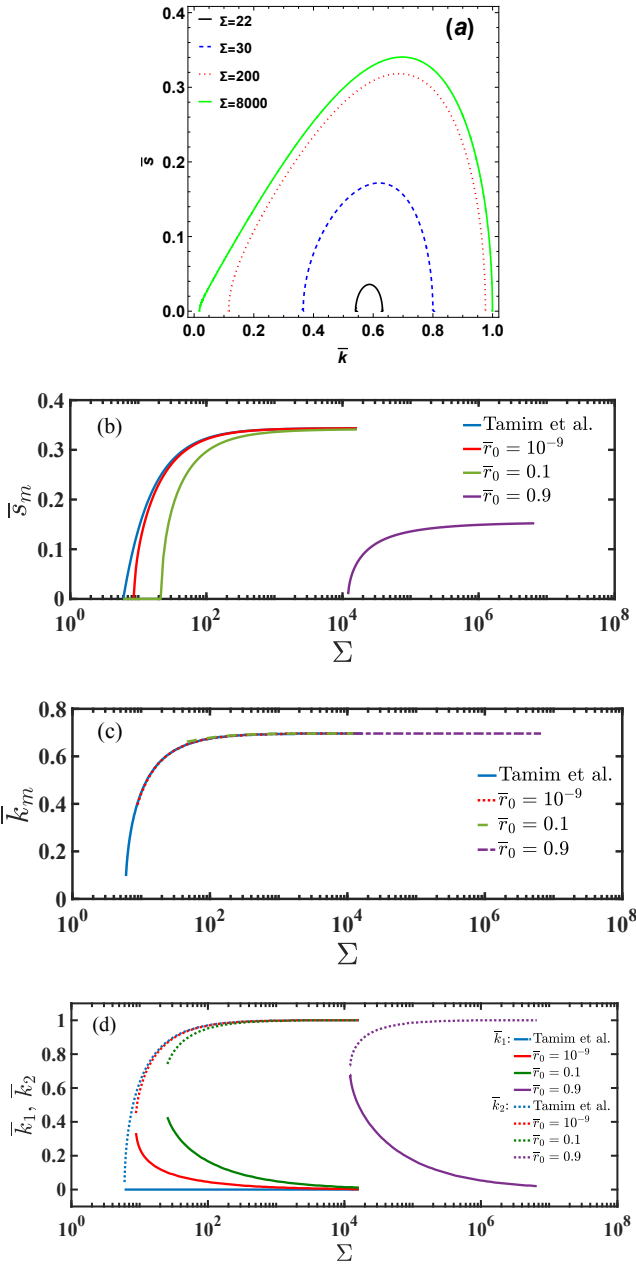 (a)
Σ=22
Σ=30
Σ=200
Σ=8000
0.4
0.3
0.2
0.1
0.0
s̅
0.0 0.2 0.4 0.6 0.8 1.0
k̅
(b)
Tamim et al.
r̅₀ = 10⁻⁹
r̅₀ = 0.1
r̅₀ = 0.9
0.4
0.3
0.2
0.1
0
s̅ₘ
10⁰ 10² 10⁴ 10⁶ 10⁸
Σ
(c)
Tamim et al.
r̅₀ = 10⁻⁹
r̅₀ = 0.1
r̅₀ = 0.9
0.8
0.6
0.4
0.2
0
k̅ₘ
10⁰ 10² 10⁴ 10⁶ 10⁸
Σ
(d)
k̅₁: Tamim et al.
r̅₀ = 10⁻⁹
r̅₀ = 0.1
r̅₀ = 0.9
k̅₂: Tamim et al.
r̅₀ = 10⁻⁹
r̅₀ = 0.1
r̅₀ = 0.9
1
0.8
0.6
0.4
0.2
0
k̅₁, k̅₂
10⁰ 10² 10⁴ 10⁶ 10⁸
Σ